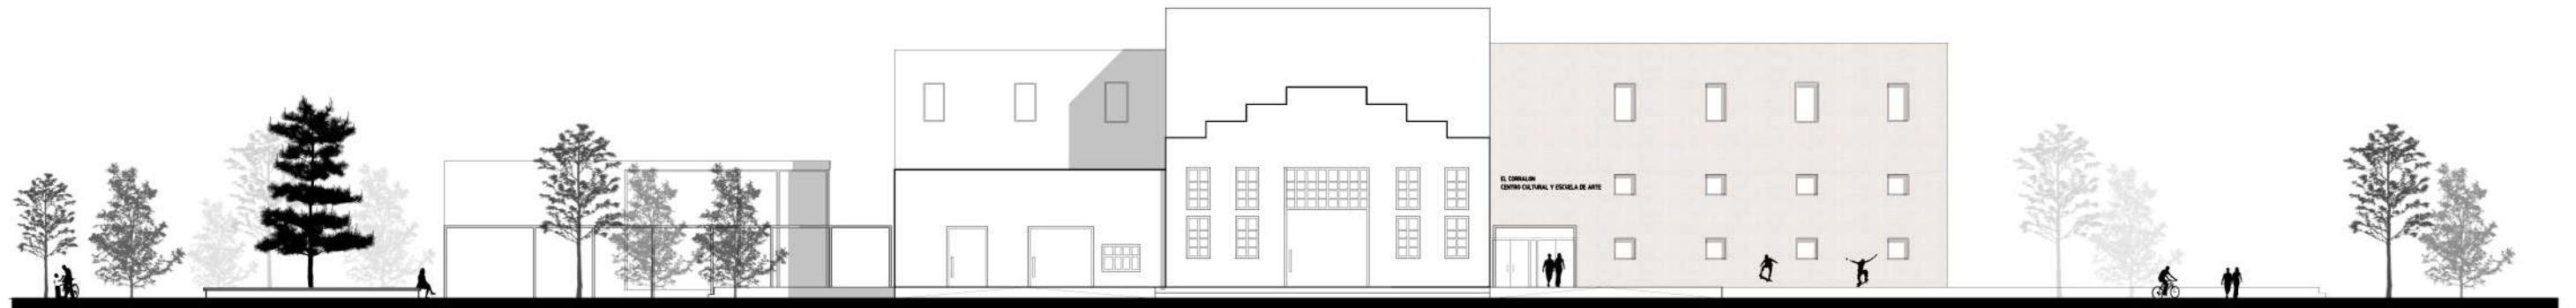 EL CORRALON
CENTRO CULTURAL Y ESCUELA DE ARTE